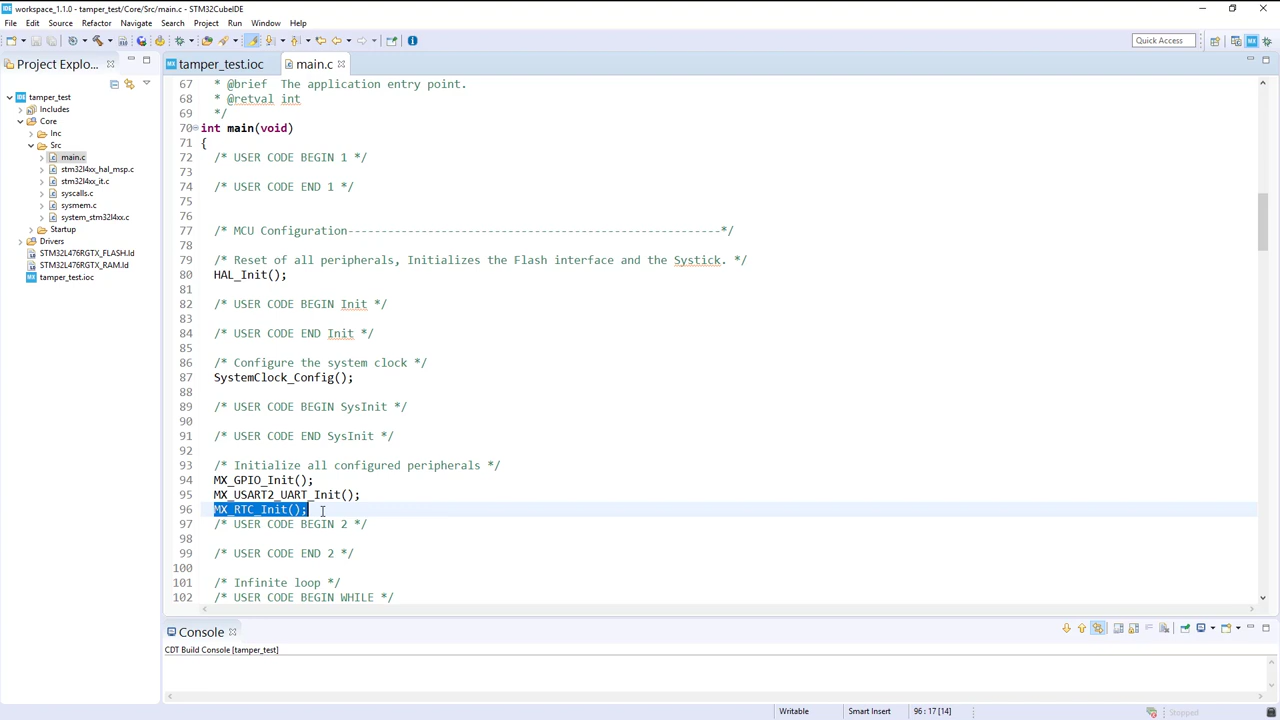 workspace_1.1.0 - tamper_test/Core/Src/main.c - STM32CubeIDE
File Edit Source Refactor Navigate Search Project Run Window Help
Quick Access
Project Explo...
tamper_test.ioc
main.c
tamper_test
Includes
Core
Inc
Src
main.c
stm32l4xx_hal_msp.c
stm32l4xx_it.c
syscalls.c
sysmem.c
system_stm32l4xx.c
Startup
Drivers
STM32L476RGTX_FLASH.ld
STM32L476RGTX_RAM.ld
tamper_test.ioc
67 * @brief The application entry point.
68 * @retval int
69 */
70 int main(void)
71 {
72 /* USER CODE BEGIN 1 */
73
74 /* USER CODE END 1 */
75
76
77 /* MCU Configuration--------------------------------------------------------*/
78
79 /* Reset of all peripherals, Initializes the Flash interface and the Systick. */
80 HAL_Init();
81
82 /* USER CODE BEGIN Init */
83
84 /* USER CODE END Init */
85
86 /* Configure the system clock */
87 SystemClock_Config();
88
89 /* USER CODE BEGIN SysInit */
90
91 /* USER CODE END SysInit */
92
93 /* Initialize all configured peripherals */
94 MX_GPIO_Init();
95 MX_USART2_UART_Init();
96 MX_RTC_Init();
97 /* USER CODE BEGIN 2 */
98
99 /* USER CODE END 2 */
100
101 /* Infinite loop */
102 /* USER CODE BEGIN WHILE */
Console
CDT Build Console [tamper_test]
Writable Smart Insert 96 : 17 [14] Stopped